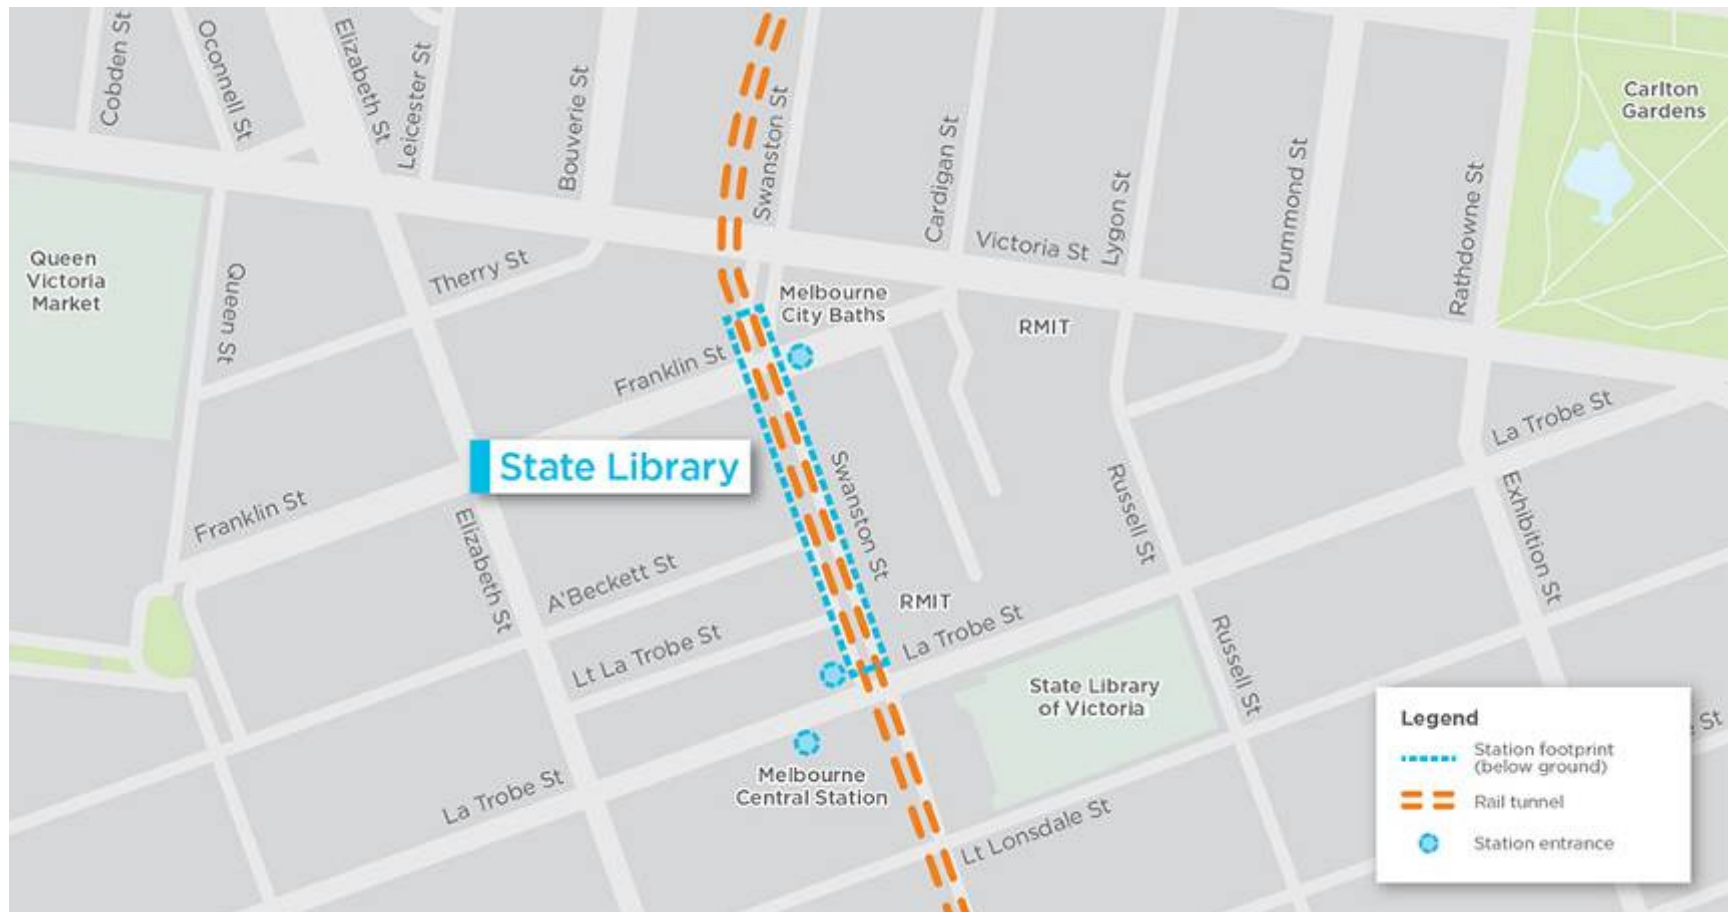 Cobden St
Oconnell St
Elizabeth St
Leicester St
Bouverie St
Swanston St
Cardigan St
Lygon St
Drummond St
Rathdowne St
Carlton
Gardens
Victoria St
Queen
Victoria
Market
Queen St
Therry St
Melbourne
City Baths
RMIT
Franklin St
State Library
Franklin St
Elizabeth St
A'Beckett St
Lt La Trobe St
Swanston St
RMIT
La Trobe St
Russell St
La Trobe St
Exhibition St
Russell St
State Library
of Victoria
La Trobe St
Melbourne
Central Station
Lt Lonsdale St
Legend
Station footprint
(below ground)
Rail tunnel
Station entrance
St